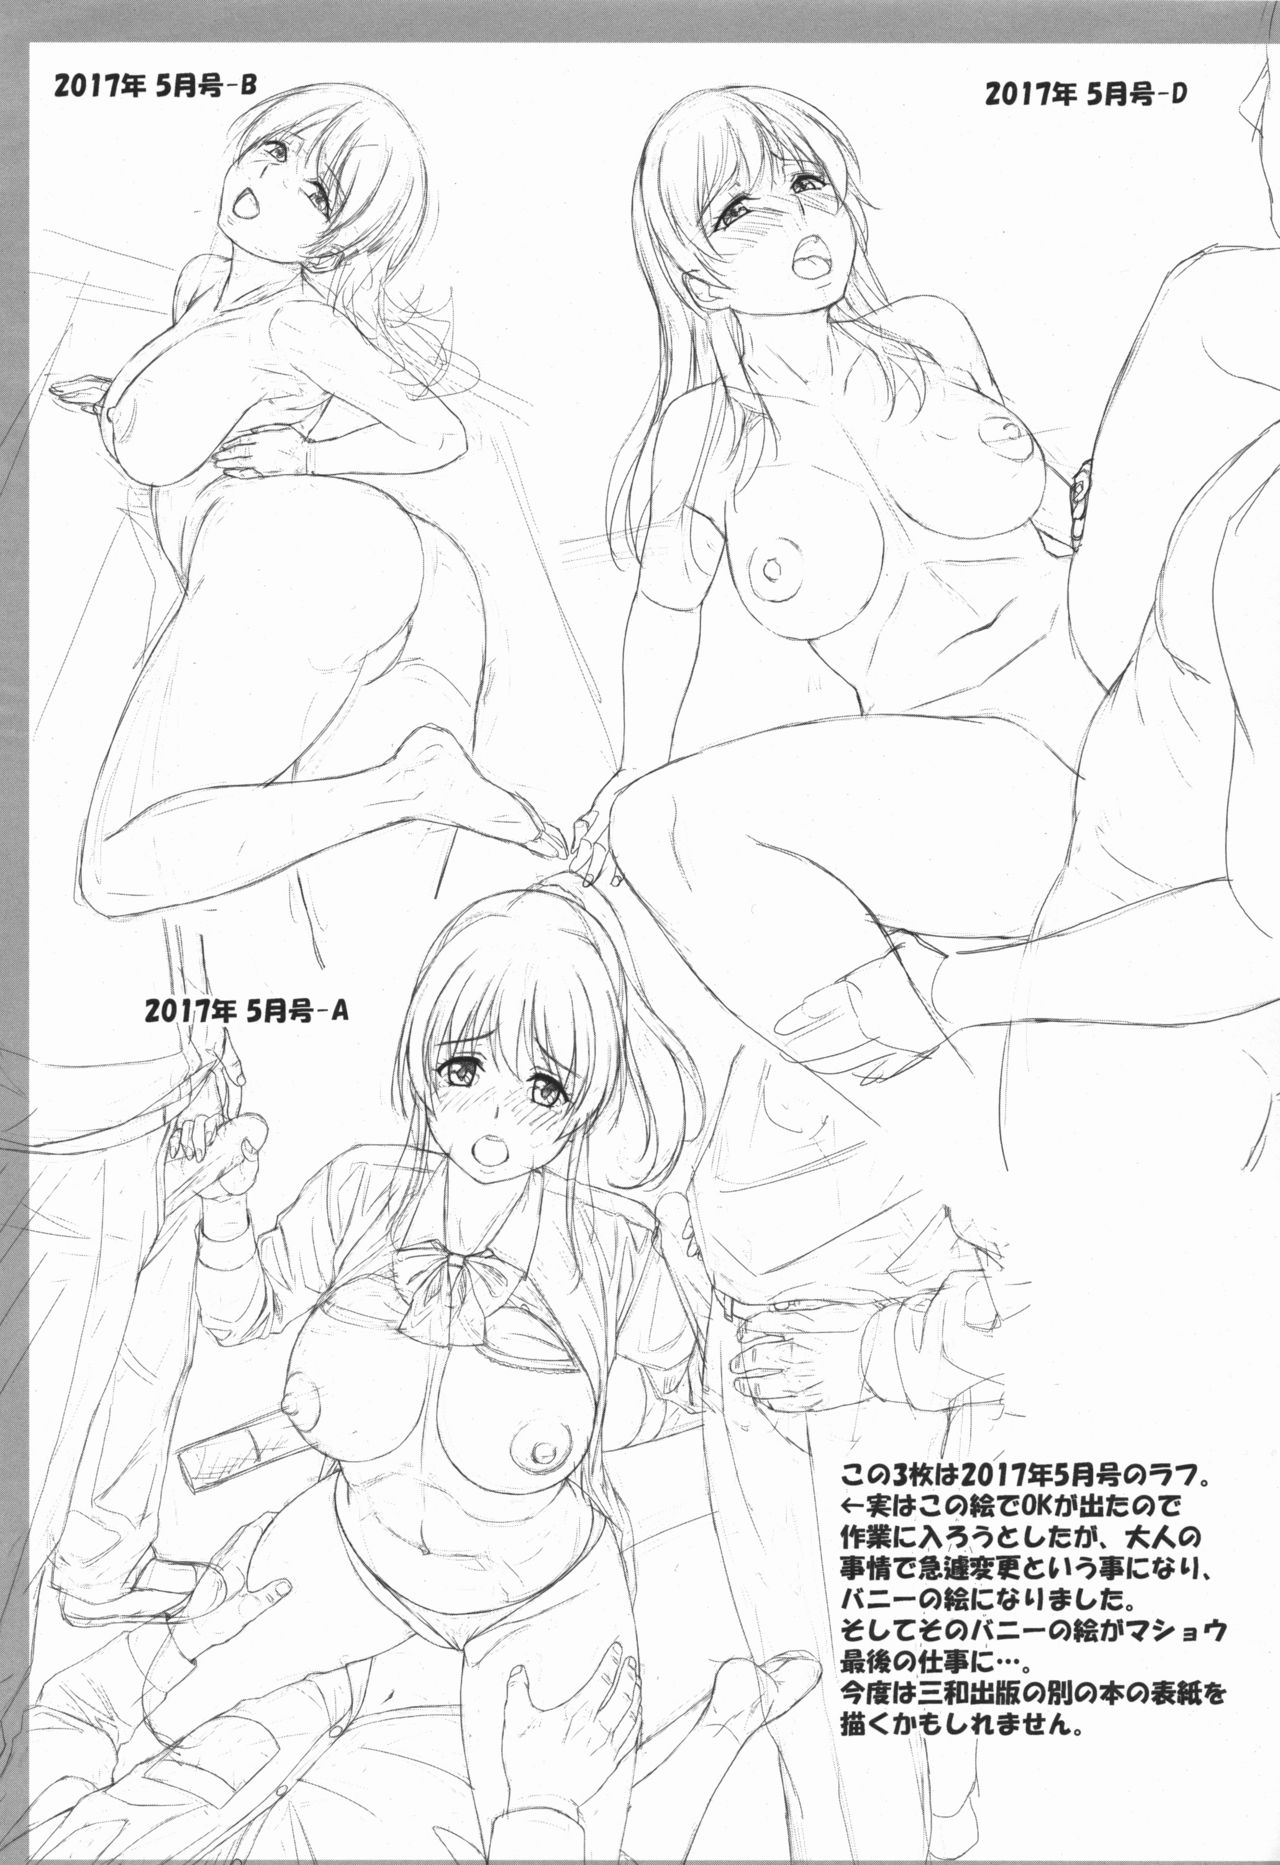 2017年 5月号-B
2017年 5月号-D
2017年 5月号-A
この3枚は2017年5月号のラフ。
←実はこの絵でOKが出たので
作業に入ろうとしたが、大人の
事情で急遽変更という事になり、
バニーの絵になりました。
そしてそのバニーの絵がマショウ
最後の仕事に…。
今度は三和出版の別の本の表紙を
描くかもしれません。